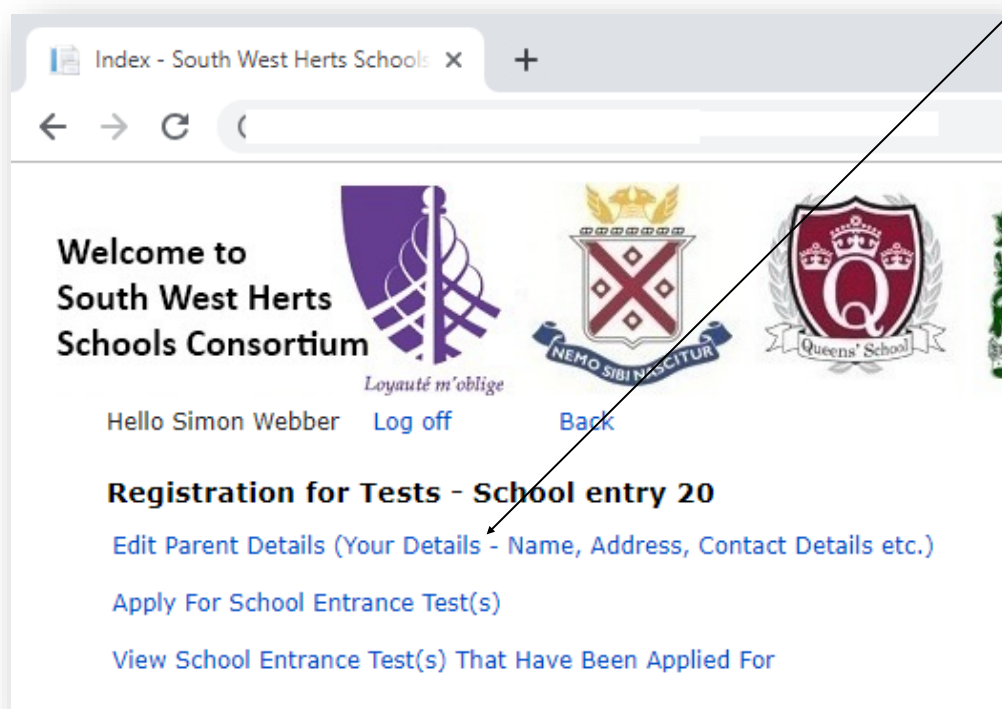 Index - South West Herts Schools
Welcome to
South West Herts
Schools Consortium
Loyauté m'oblige
NEMO SIBI NASCITUR
Q
Queens' School
Hello Simon Webber Log off Back
Registration for Tests - School entry 20
Edit Parent Details (Your Details - Name, Address, Contact Details etc.)
Apply For School Entrance Test(s)
View School Entrance Test(s) That Have Been Applied For